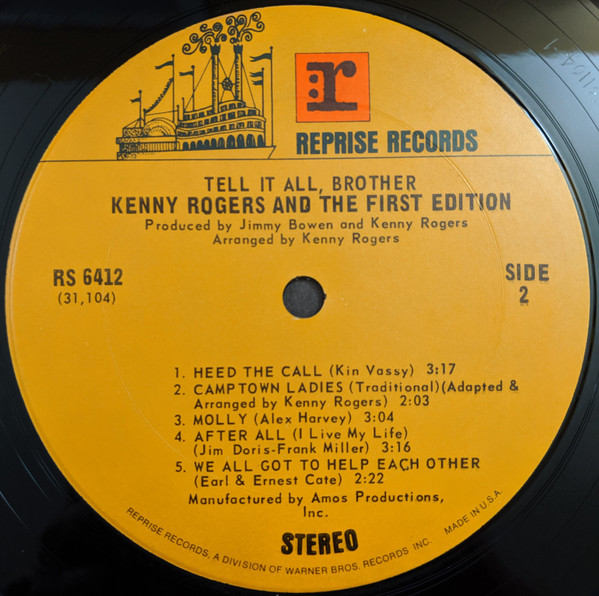 r
REPRISE RECORDS
TELL IT ALL, BROTHER
KENNY ROGERS AND THE FIRST EDITION
Produced by Jimmy Bowen and Kenny Rogers
Arranged by Kenny Rogers
RS 6412
(31,104)
SIDE
2
1. HEED THE CALL (Kin Vassy) 3:17
2. CAMPTOWN LADIES (Traditional)(Adapted &
Arranged by Kenny Rogers) 2:03
3. MOLLY (Alex Harvey) 3:04
4. AFTER ALL (I Live My Life)
(Jim Doris-Frank Miller) 3:16
5. WE ALL GOT TO HELP EACH OTHER
(Earl & Ernest Cate) 2:22
Manufactured by Amos Productions,
Inc.
STEREO
REPRISE RECORDS, A DIVISION OF WARNER BROS. RECORDS INC. MADE IN U.S.A.